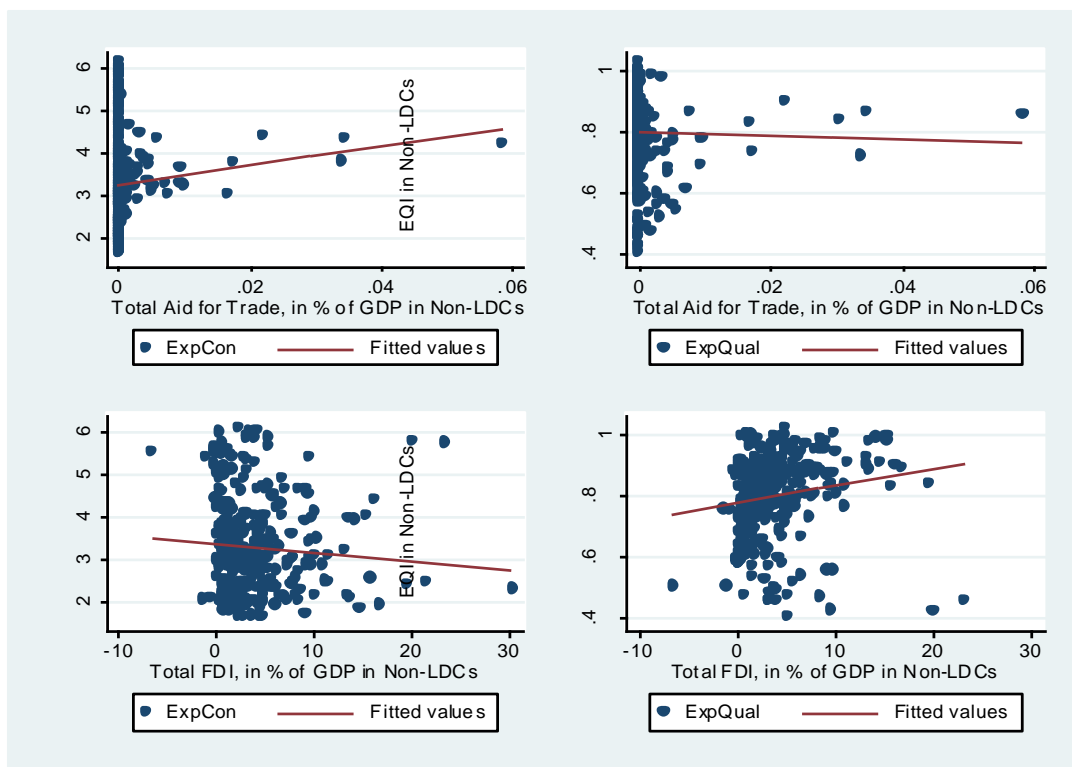 6
5
4
3
2
0
.02
.04
.06
Total Aid for Trade, in % of GDP in Non-LDCs
ExpCon
Fitted values
EQI in Non-LDCs
1
.8
.6
.4
0
.02
.04
.06
Total Aid for Trade, in % of GDP in Non-LDCs
ExpQual
Fitted values
6
5
4
3
2
-10
0
10
20
30
Total FDI, in % of GDP in Non-LDCs
ExpCon
Fitted values
EQI in Non-LDCs
1
.8
.6
.4
-10
0
10
20
30
Total FDI, in % of GDP in Non-LDCs
ExpQual
Fitted values